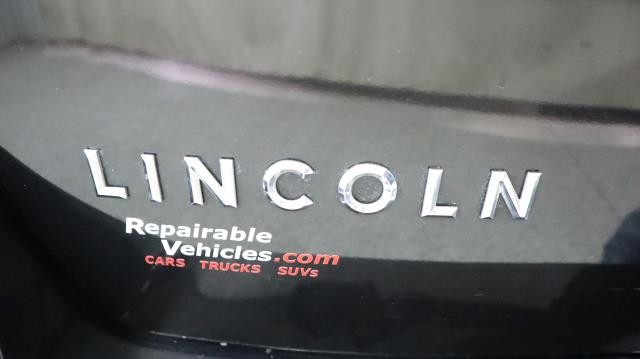 LINCOLN
Repairable
Vehicles.com
CARS TRUCKS SUVs